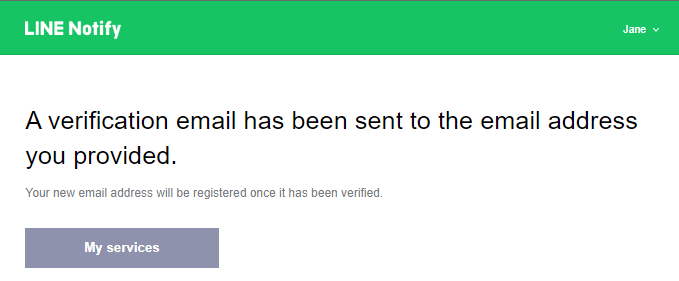 LINE Notify
Jane
A verification email has been sent to the email address
you provided.
Your new email address will be registered once it has been verified.
My services